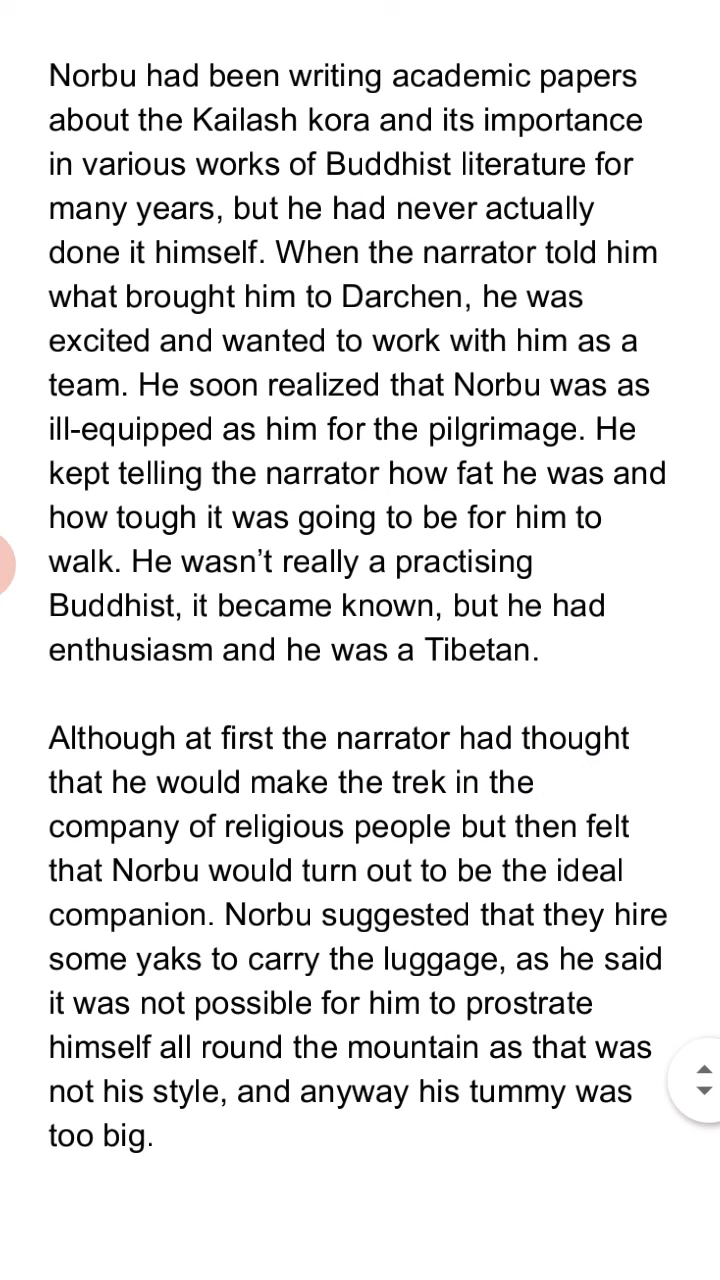 Norbu had been writing academic papers
about the Kailash kora and its importance
in various works of Buddhist literature for
many years, but he had never actually
done it himself. When the narrator told him
what brought him to Darchen, he was
excited and wanted to work with him as a
team. He soon realized that Norbu was as
ill-equipped as him for the pilgrimage. He
kept telling the narrator how fat he was and
how tough it was going to be for him to
walk. He wasn’t really a practising
Buddhist, it became known, but he had
enthusiasm and he was a Tibetan.

Although at first the narrator had thought
that he would make the trek in the
company of religious people but then felt
that Norbu would turn out to be the ideal
companion. Norbu suggested that they hire
some yaks to carry the luggage, as he said
it was not possible for him to prostrate
himself all round the mountain as that was
not his style, and anyway his tummy was
too big.